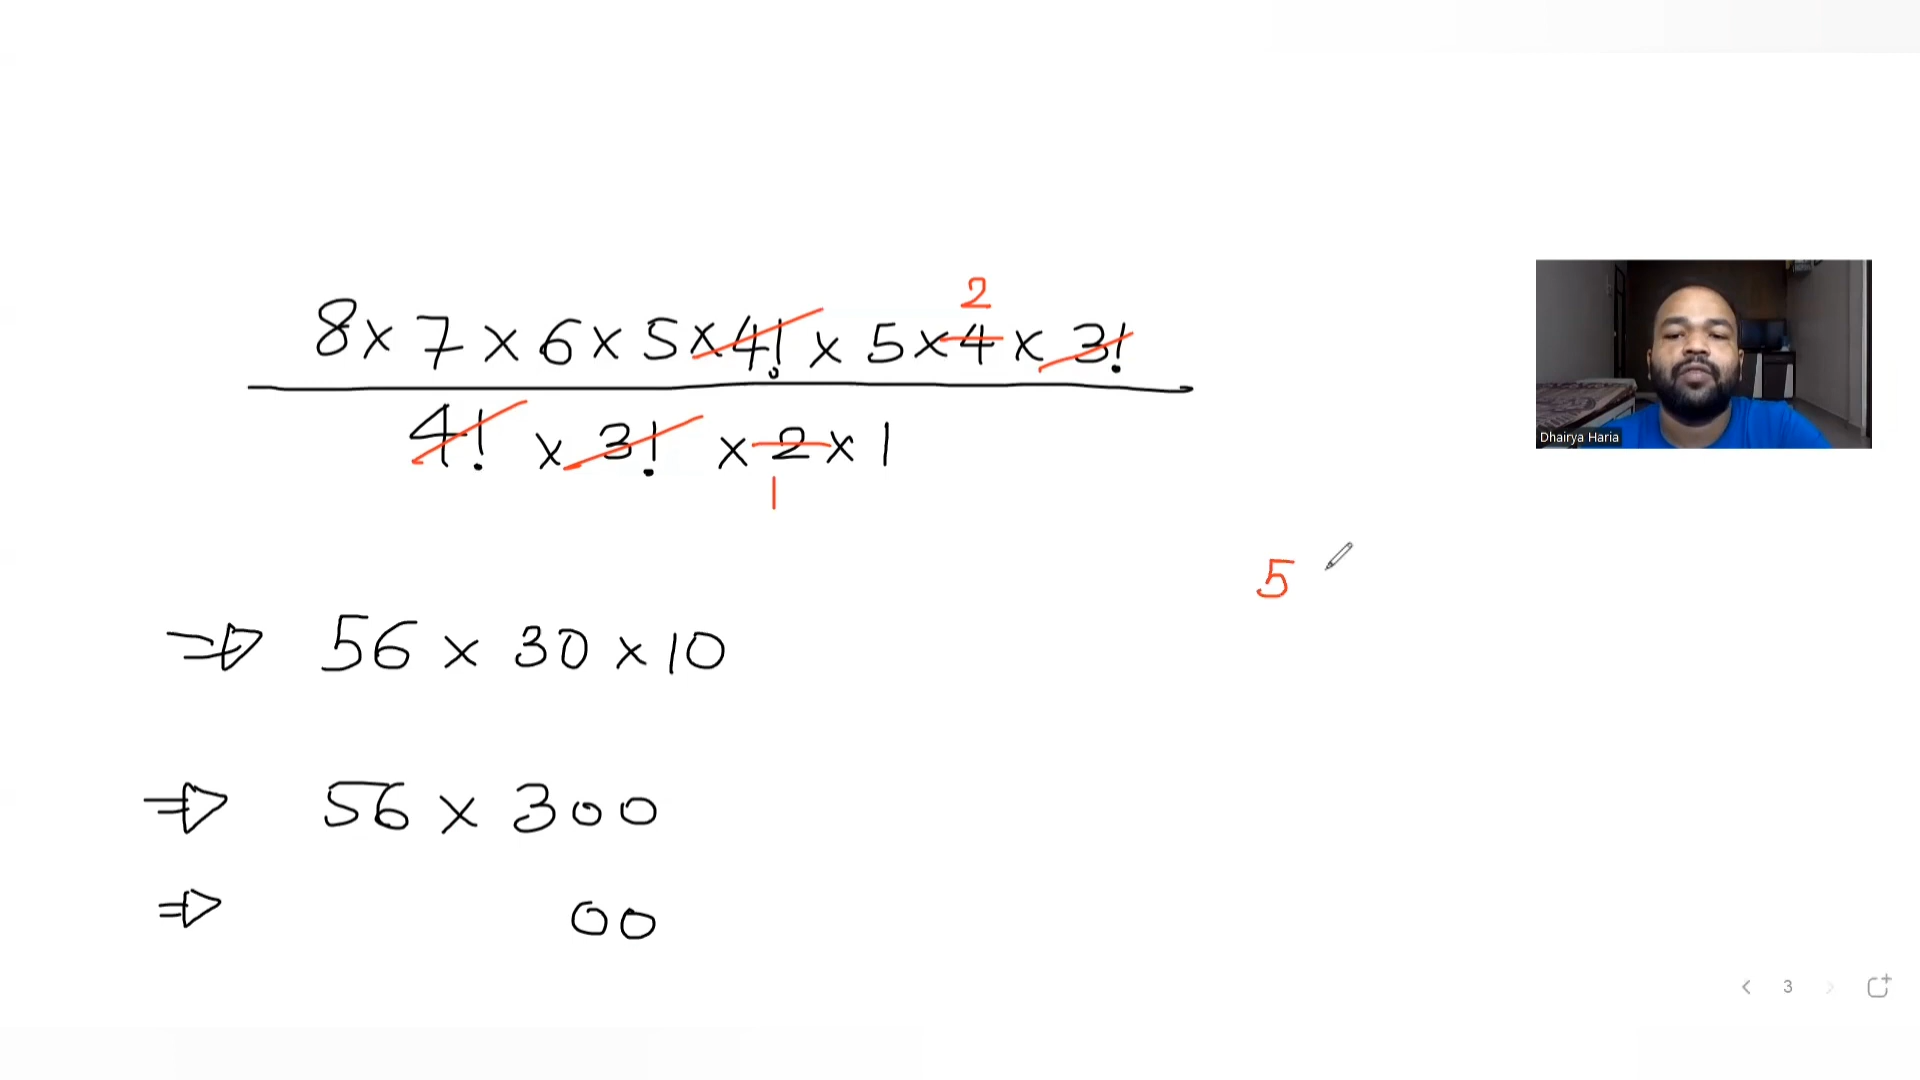 2
8 x 7 x 6 x 5 x 4! x 5 x 4 x 3!
4! x 3! x 2 x 1
1
Dhairya Haria
5
⇒ 56 x 30 x 10
⇒ 56 x 300
⇒ 00
3